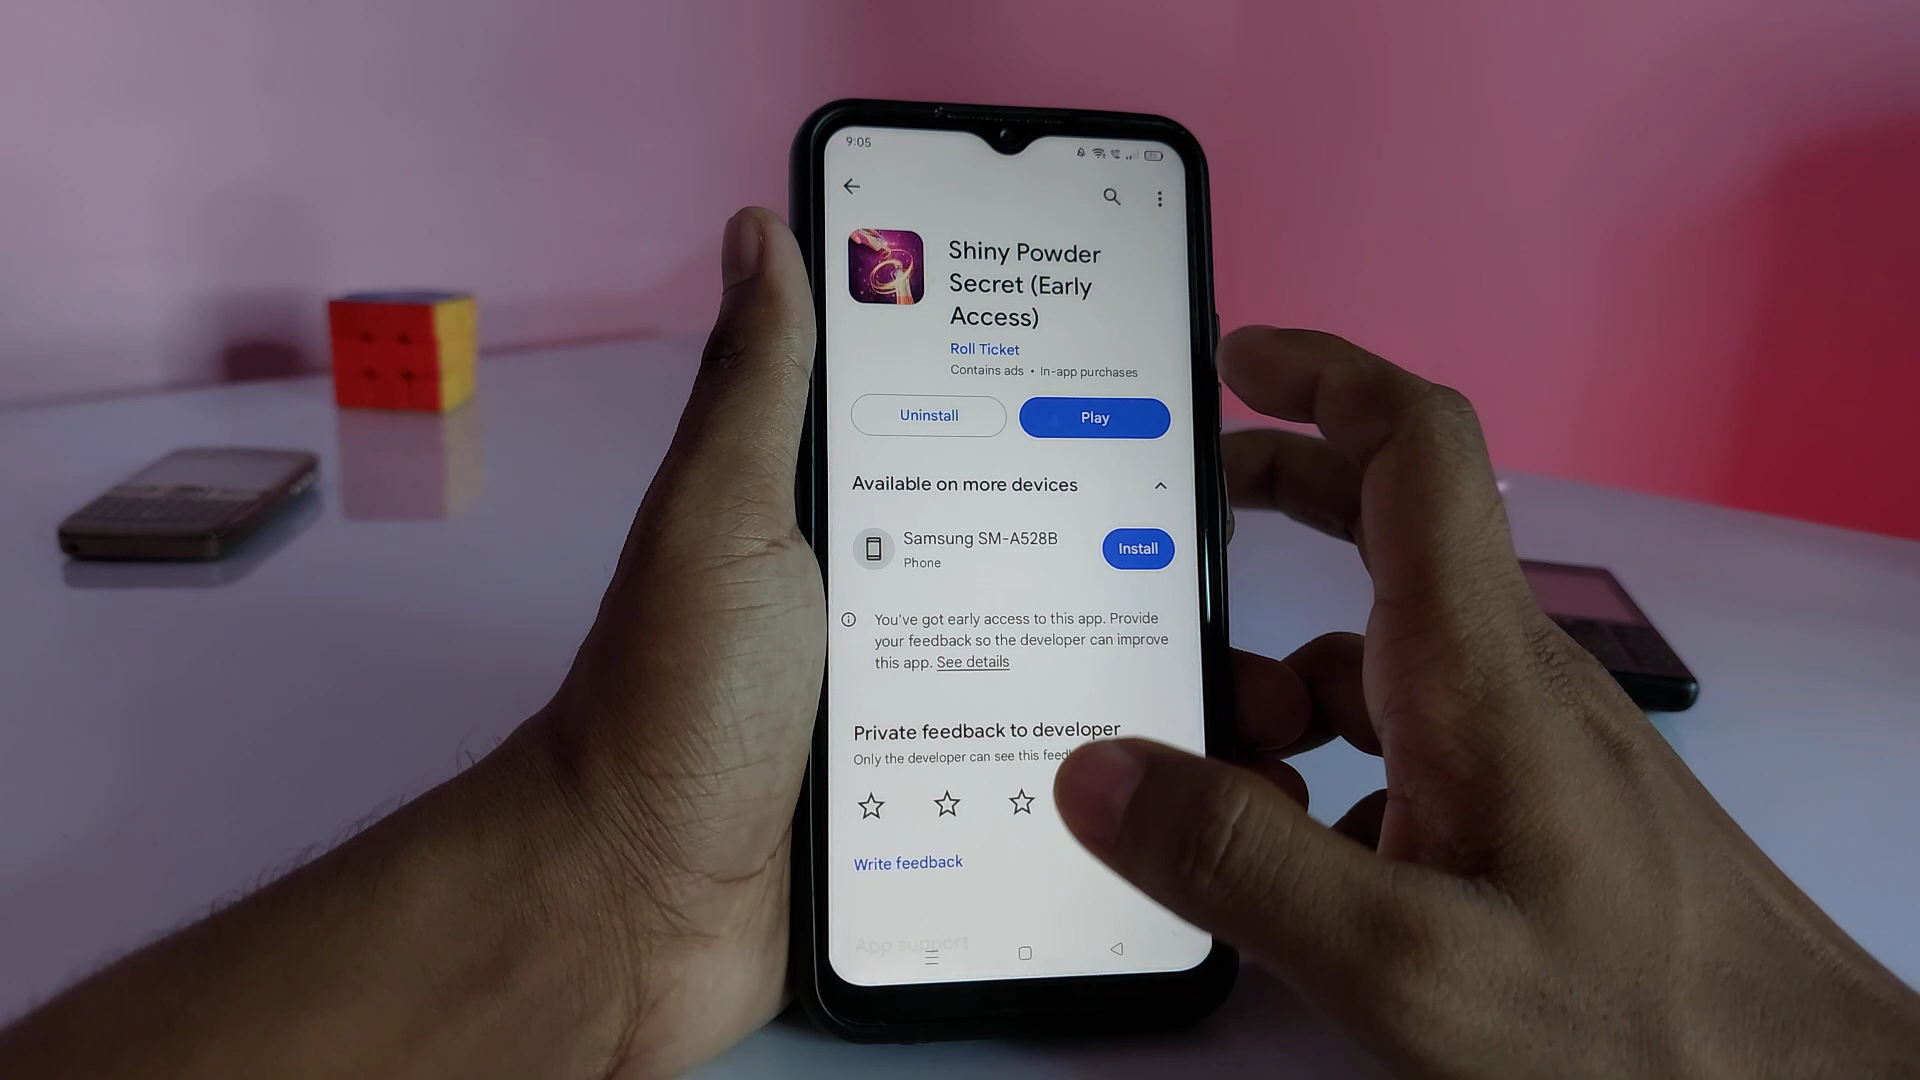 9:05
Shiny Powder
Secret (Early
Access)
Roll Ticket
Contains ads • In-app purchases
Uninstall
Play
Available on more devices
Samsung SM-A528B
Phone
Install
You've got early access to this app. Provide
your feedback so the developer can improve
this app. See details
Private feedback to developer
Only the developer can see this
Write feedback
App support